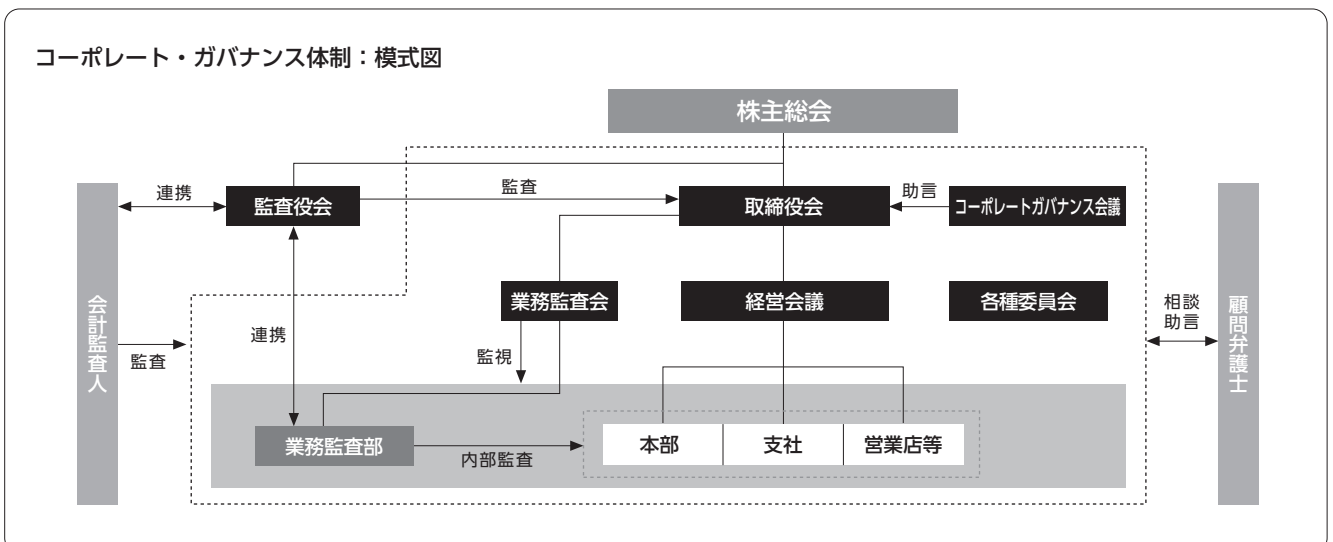 コーポレート・ガバナンス体制：模式図
株主総会
連携
監査役会
監査
取締役会
助言
コーポレートガバナンス会議
会計監査人
監査
連携
業務監査会
監視
経営会議
各種委員会
相談
助言
顧問弁護士
業務監査部
内部監査
本部
支社
営業店等